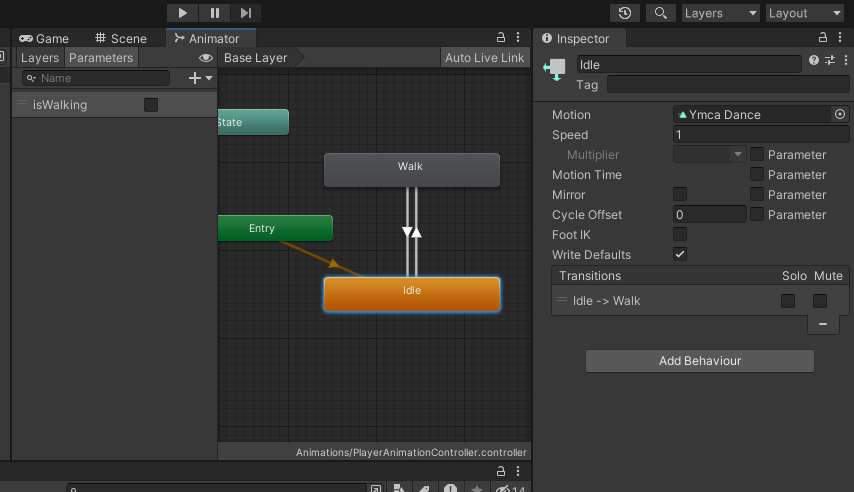 Layers
Layout
Game
Scene
Animator
Inspector
Layers
Parameters
Base Layer
Auto Live Link
Name
isWalking
State
Walk
Entry
Idle
Animations/PlayerAnimationController.controller
Idle
Tag
Motion
Ymca Dance
Speed
1
Multiplier
Parameter
Motion Time
Parameter
Mirror
Parameter
Cycle Offset
0
Parameter
Foot IK
Write Defaults
Transitions
Solo
Mute
Idle -> Walk
Add Behaviour
14